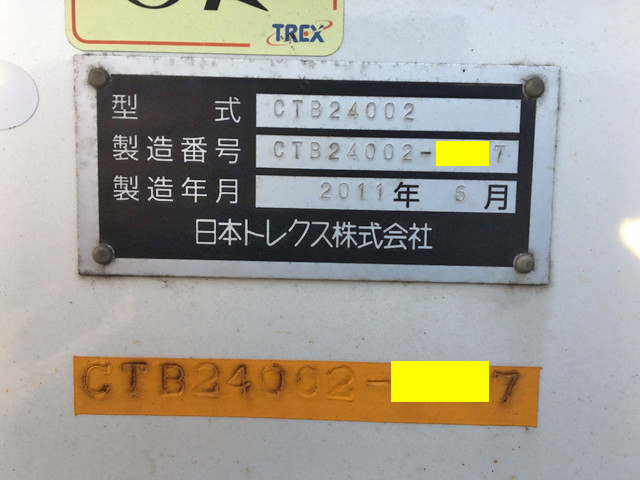 TREX
型式 CTB24002
製造番号 CTB24002- 7
製造年月 2011年 6月
日本トレクス株式会社
CTB24002- 7